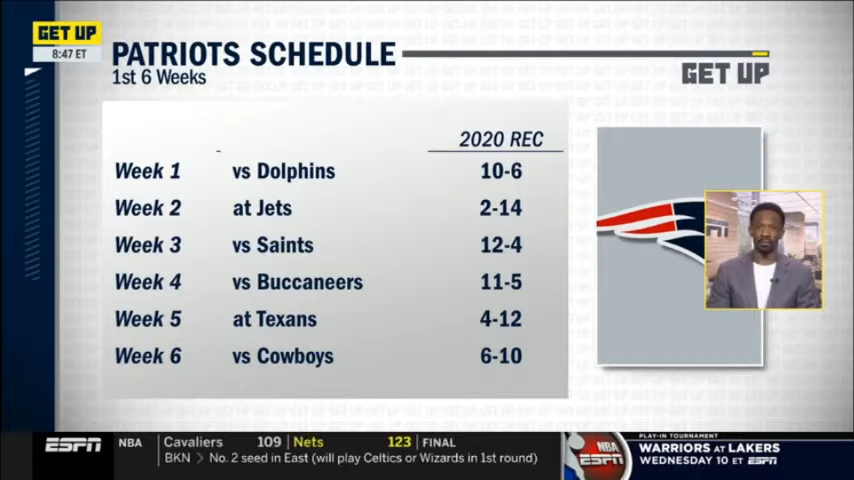 GET UP
8:47 ET
PATRIOTS SCHEDULE
1st 6 Weeks
GET UP
2020 REC
Week 1 vs Dolphins 10-6
Week 2 at Jets 2-14
Week 3 vs Saints 12-4
Week 4 vs Buccaneers 11-5
Week 5 at Texans 4-12
Week 6 vs Cowboys 6-10
ESPN NBA Cavaliers 109 Nets 123 FINAL
BKN > No. 2 seed in East (will play Celtics or Wizards in 1st round)
NBA
ESPN
PLAY-IN TOURNAMENT
WARRIORS AT LAKERS
WEDNESDAY 10 ET ESPN